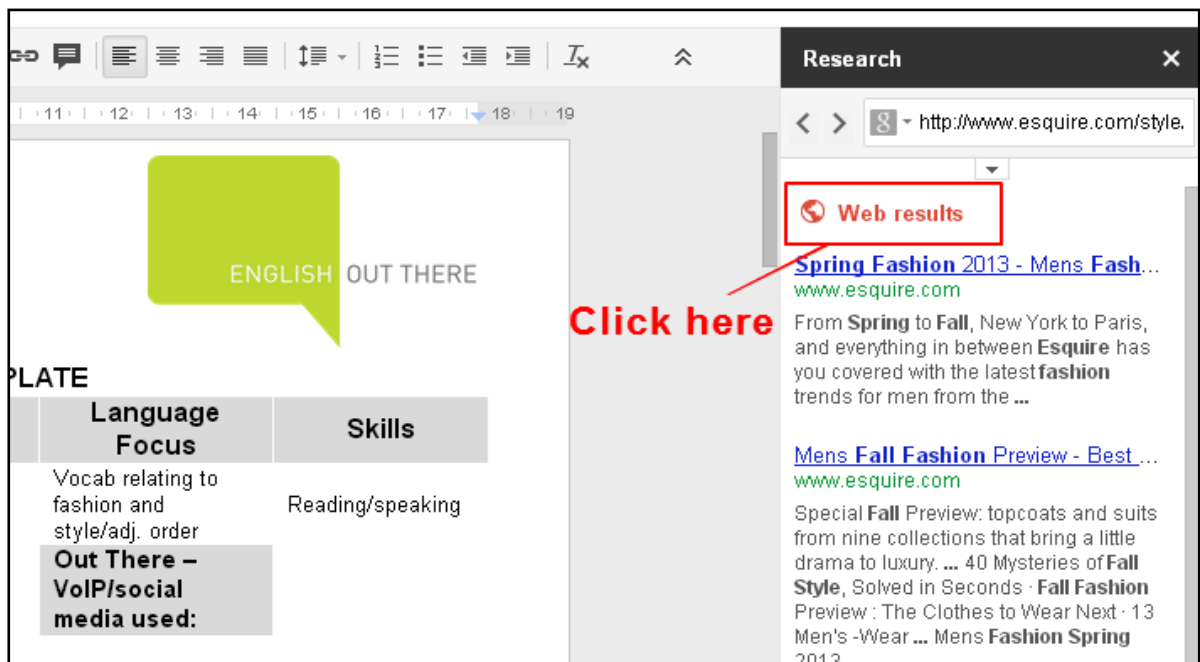 Research
11 12 13 14 15 16 17 18 19
http://www.esquire.com/style.
Web results
Click here
Spring Fashion 2013 - Mens Fash...
www.esquire.com
From Spring to Fall, New York to Paris,
and everything in between Esquire has
you covered with the latest fashion
trends for men from the ...
Mens Fall Fashion Preview - Best ...
www.esquire.com
Special Fall Preview: topcoats and suits
from nine collections that bring a little
drama to luxury. ... 40 Mysteries of Fall
Style, Solved in Seconds · Fall Fashion
Preview : The Clothes to Wear Next · 13
Men's -Wear ... Mens Fashion Spring
2013
ENGLISH OUT THERE
PLATE
Language
Focus
Skills
Vocab relating to
fashion and
style/adj. order
Reading/speaking
Out There –
VoIP/social
media used: